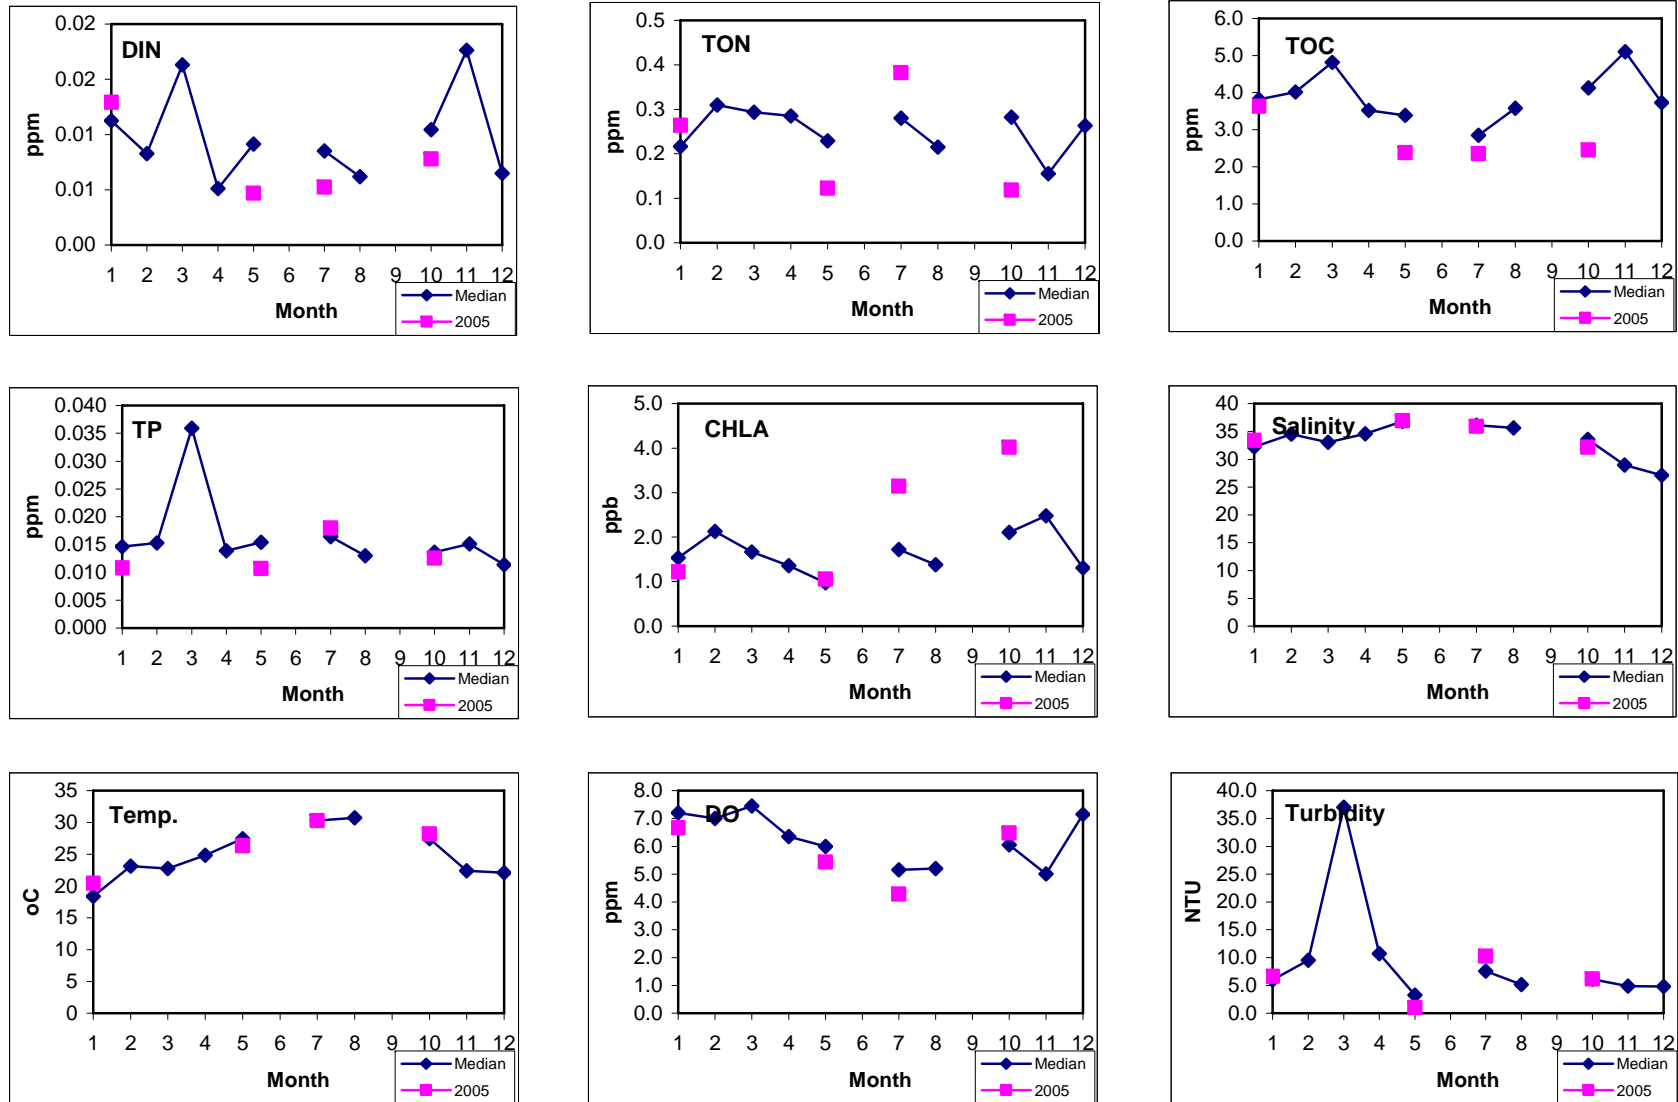 DIN
ppm
0.02
0.02
0.01
0.01
0.00
1 2 3 4 5 6 7 8 9 10 11 12
Month
Median
2005
TON
ppm
0.5
0.4
0.3
0.2
0.1
0.0
1 2 3 4 5 6 7 8 9 10 11 12
Month
Median
2005
TOC
ppm
6.0
5.0
4.0
3.0
2.0
1.0
0.0
1 2 3 4 5 6 7 8 9 10 11 12
Month
Median
2005
TP
ppm
0.040
0.035
0.030
0.025
0.020
0.015
0.010
0.005
0.000
1 2 3 4 5 6 7 8 9 10 11 12
Month
Median
2005
CHLA
ppb
5.0
4.0
3.0
2.0
1.0
0.0
1 2 3 4 5 6 7 8 9 10 11 12
Month
Median
2005
Salinity
40
35
30
25
20
15
10
5
0
1 2 3 4 5 6 7 8 9 10 11 12
Month
Median
2005
Temp.
oC
35
30
25
20
15
10
5
0
1 2 3 4 5 6 7 8 9 10 11 12
Month
Median
2005
DO
ppm
8.0
7.0
6.0
5.0
4.0
3.0
2.0
1.0
0.0
1 2 3 4 5 6 7 8 9 10 11 12
Month
Median
2005
Turbidity
NTU
40.0
35.0
30.0
25.0
20.0
15.0
10.0
5.0
0.0
1 2 3 4 5 6 7 8 9 10 11 12
Month
Median
2005